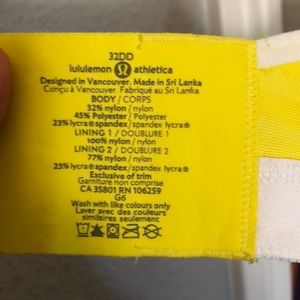 32DD
lululemon athletica
Designed in Vancouver. Made in Sri Lanka
Conçu à Vancouver. Fabriqué au Sri Lanka
BODY / CORPS
32% nylon / nylon
45% Polyester / Polyester
23% lycra® spandex/spandex lycra®
LINING 1 / DOUBLURE 1
100% nylon / nylon
LINING 2 / DOUBLURE 2
77% nylon / nylon
23% lycra® spandex/spandex lycra®
Exclusive of trim
Garniture non comprise
CA 35801 RN 106259
G6
Wash with like colours only
Laver avec des couleurs
similaires seulement